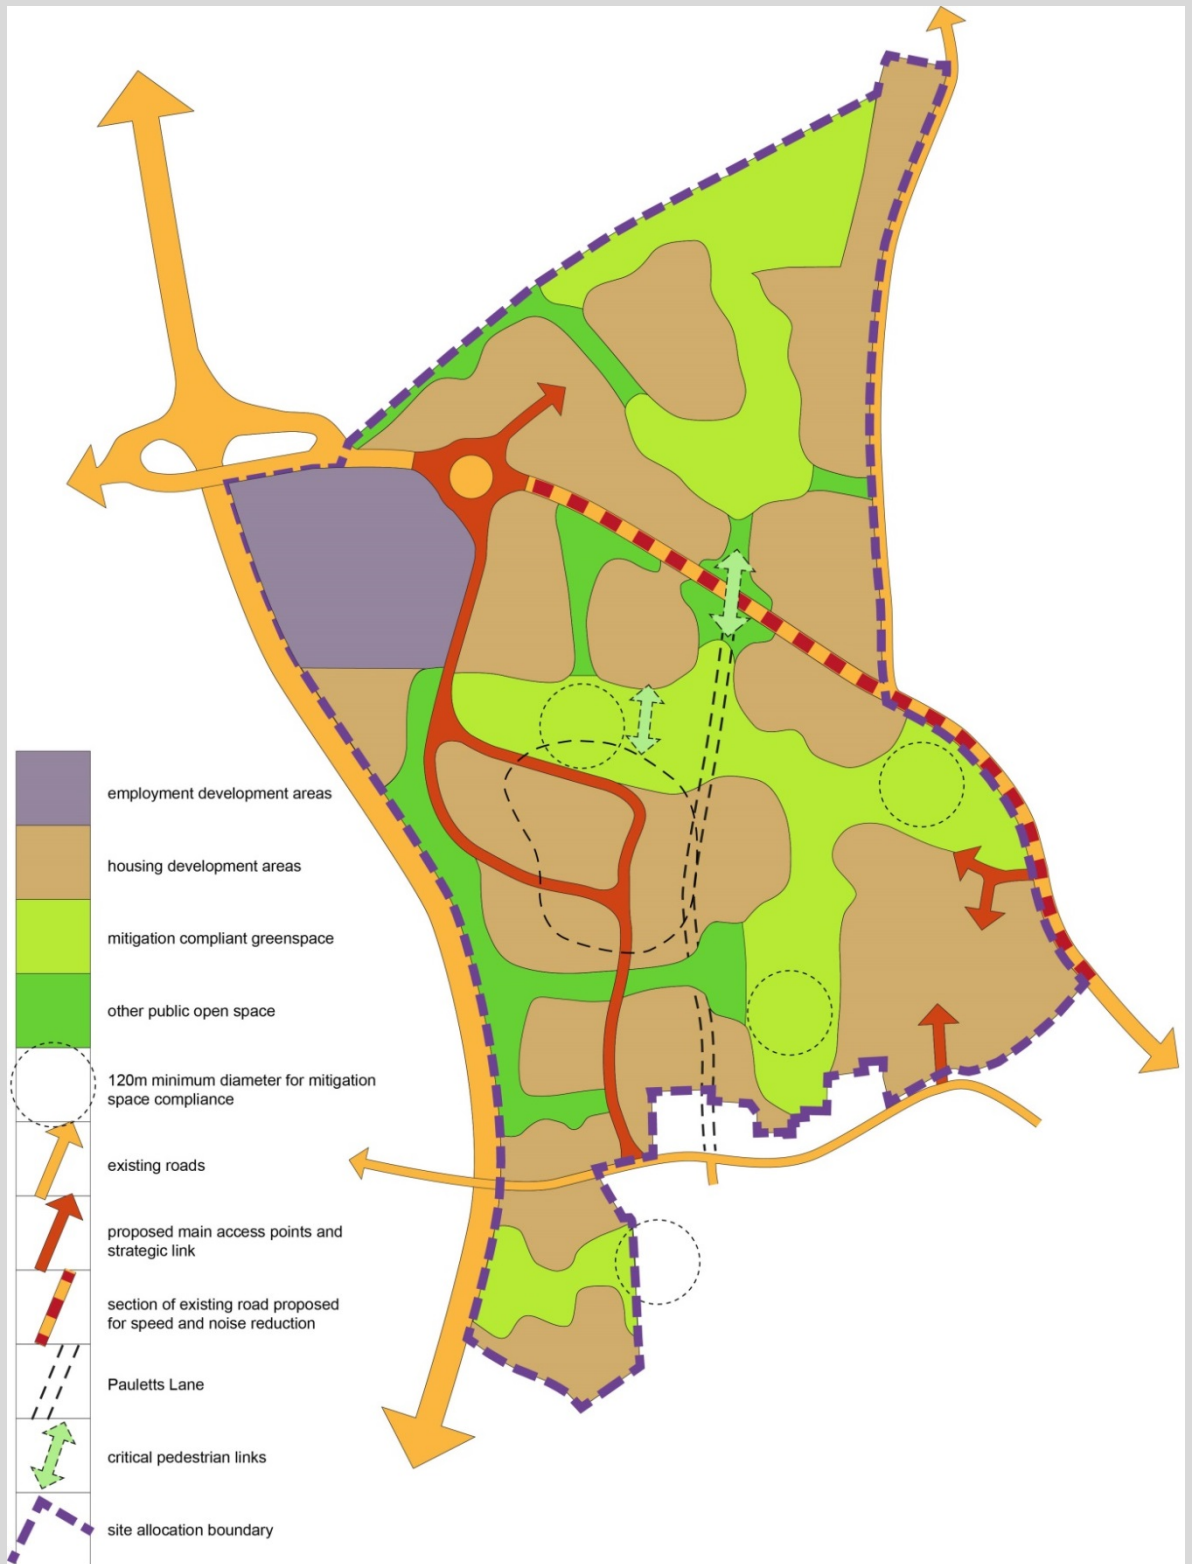 employment development areas
housing development areas
mitigation compliant greenspace
other public open space
120m minimum diameter for mitigation
space compliance
existing roads
proposed main access points and
strategic link
section of existing road proposed
for speed and noise reduction
Pauletts Lane
critical pedestrian links
site allocation boundary